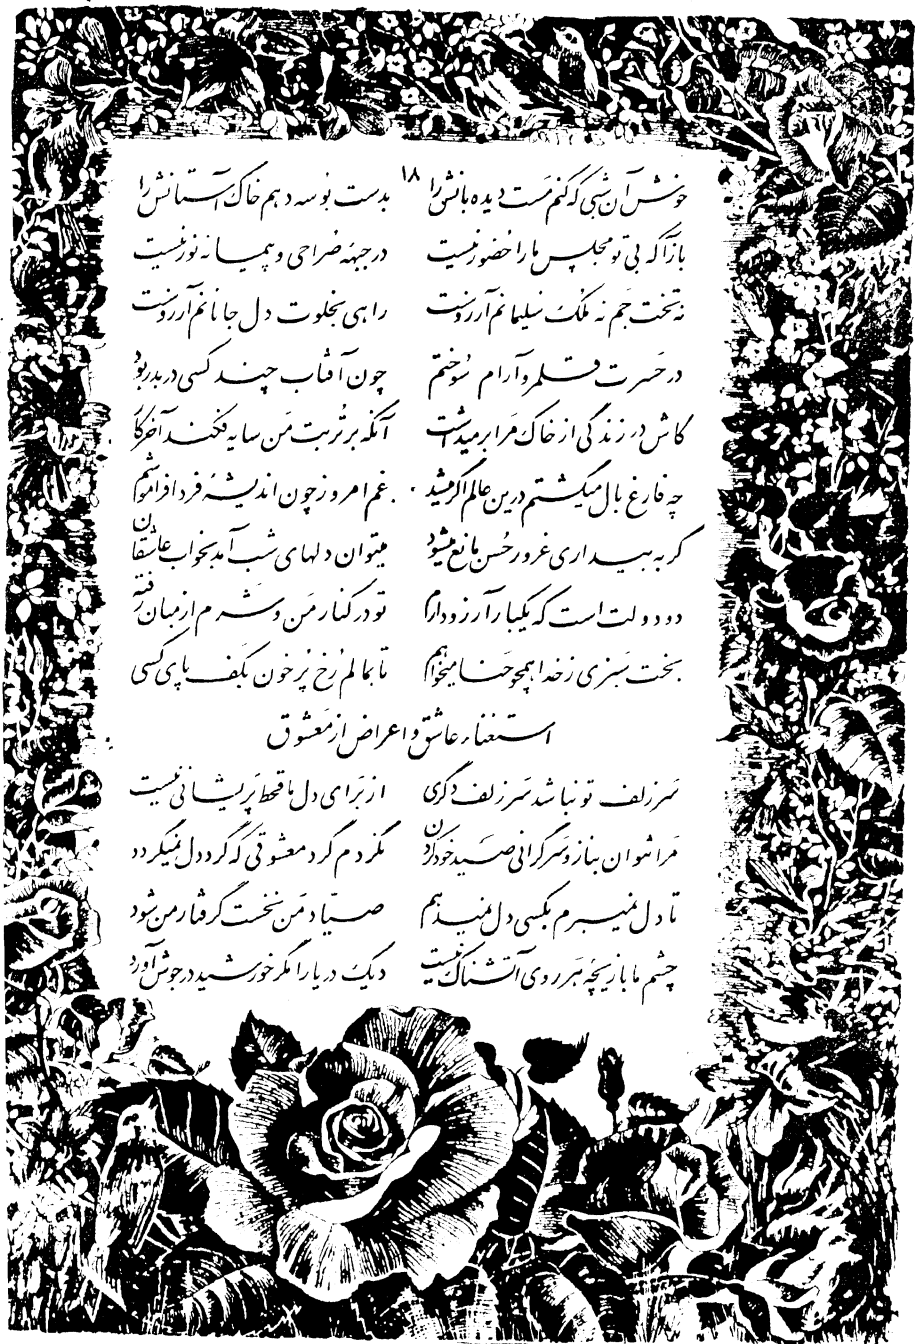 ۱۸
خوش آن شبی که کنم مست دیده بانش را بدست بوسه دهم خاک آستانش را
بازآ که بی تو مجلس ما را حضور نیست در جبههٔ صراحی و پیمانه نور نیست
نه تخت جم نه ملک سلیمانم آرزوست راهی بخلوت دل جانانم آرزوست
در حسرت قلمرو آرام سوختم چون آفتاب چند کسی دربدر بود
کاش در زندگی از خاک مرا برمیداشت آنکه بر تربت من سایه فکند آخر کار
چه فارغ بال میگشتم درین عالم اگر میشد غم امروز چون اندیشهٔ فردا فراموشم
گر به بیداری غرور حسن مانع میشود میتوان دلهای شب آمد بخواب عاشقان
دو دولت است که یکبار آرزو دارم تو در کنار من و شرم از میان رفته
بخت سبزی ز خدا همچو حنا میخواهم تا بمالم رخ پر خون بکف پای کسی
استغناء عاشق و اعراض از معشوق
سر زلف تو نباشد سر زلف دگری از برای دل ما قحط پریشانی نیست
مرا نتوان بناز و سرگرانی صید خود کردن نگردم گرد معشوقی که گرد دل نمیگردد
تا دل نمیبرم بکسی دل نمیدهم صیاد من نخست گرفتار من شود
چشم ما بازیچهٔ هر روی آتشناک نیست دیگ دریا را مگر خورشید در جوش آورد